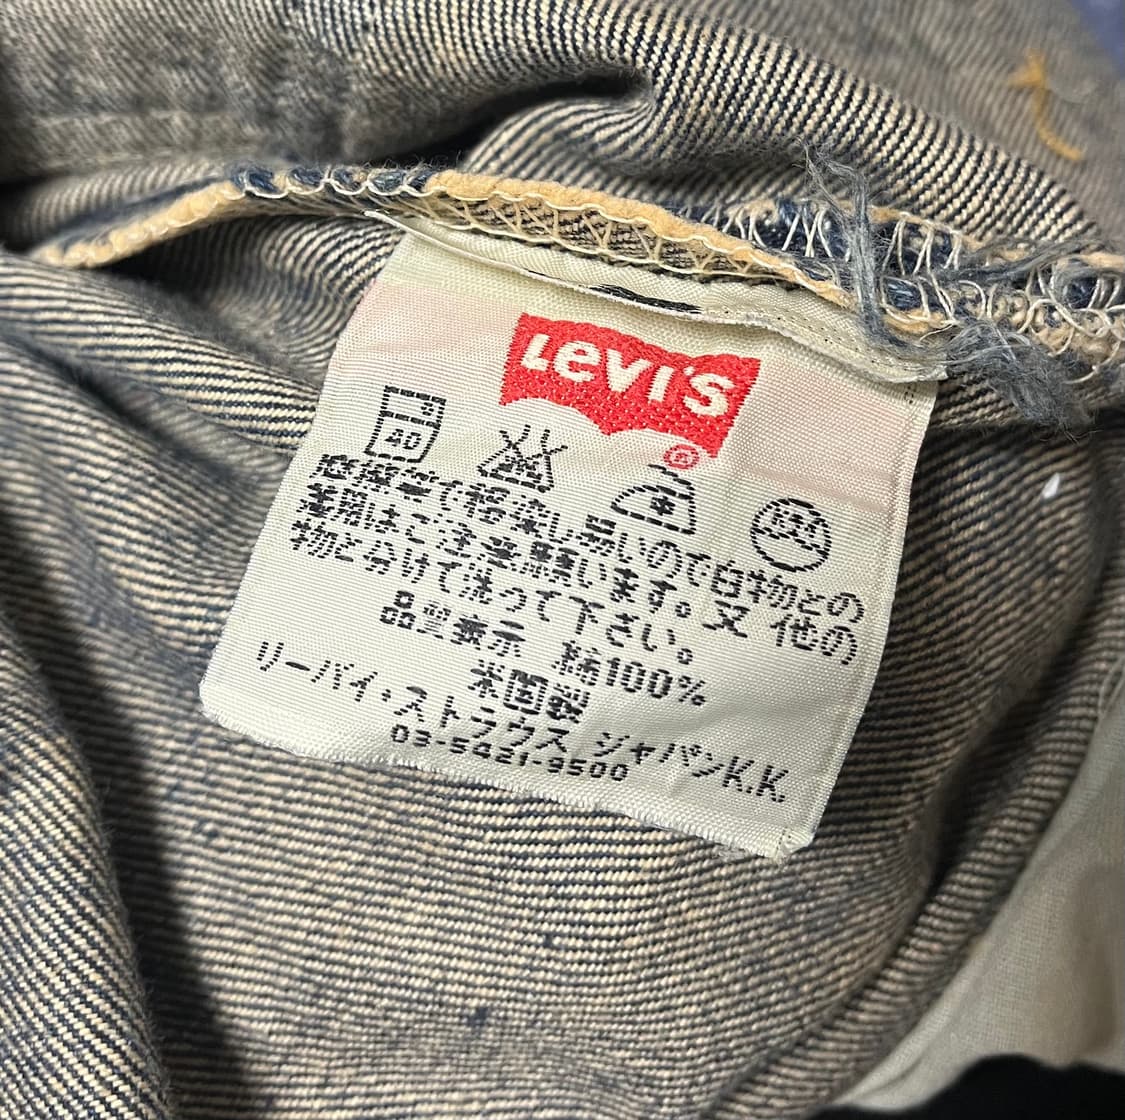 Levi's
®
40
摩擦等で移染し易いので白物との
着用はご注意願います。又 他の
物と分けて洗って下さい。
品質表示 綿100%
米国製
リーバイ・ストラウス ジャパンK.K.
03-5421-9500